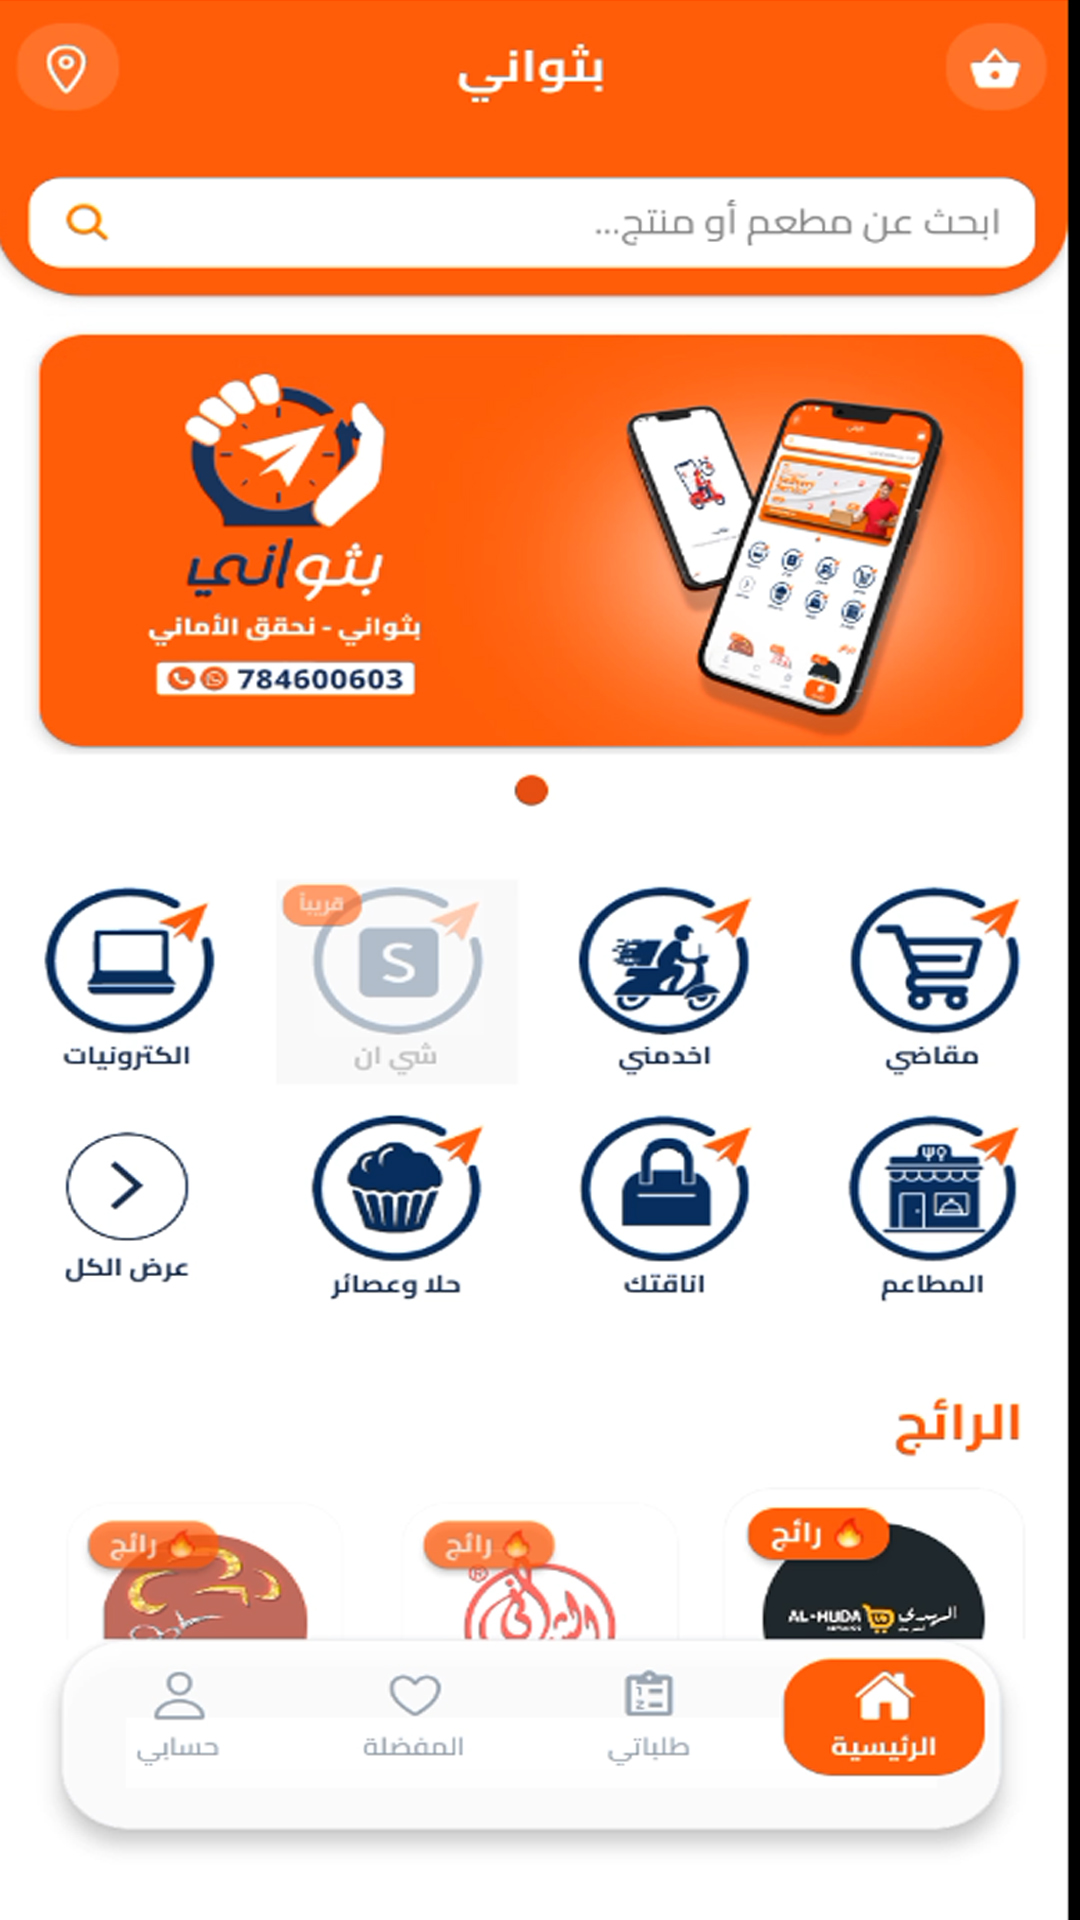 بثواني
ابحث عن مطعم أو منتج...
بثواني
بثواني - نحقق الأماني
784600603
مقاضي
اخدمني
قريباً
S
شي ان
الكترونيات
المطاعم
اناقتك
حلا وعصائر
عرض الكل
الرائج
رائج
AL-HUDA الهدى
رائج
رائج
الرئيسية
طلباتي
المفضلة
حسابي